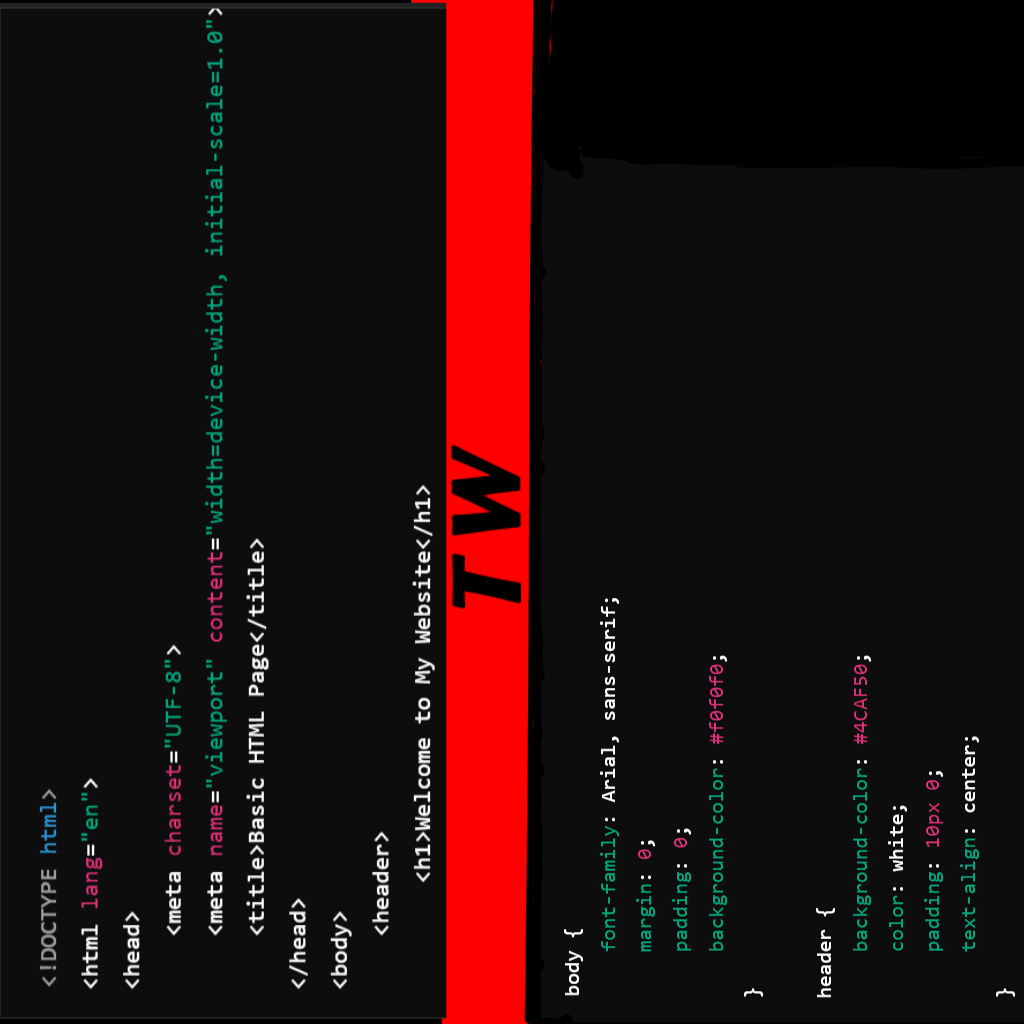 <!DOCTYPE html>
<html lang="en">
<head>
<meta charset="UTF-8">
<meta name="viewport" content="width=device-width, initial-scale=1.0">
<title>Basic HTML Page</title>
</head>
<body>
<header>
<h1>Welcome to My Website</h1>
TW
body {
font-family: Arial, sans-serif;
margin: 0;
padding: 0;
background-color: #f0f0f0;
}
header {
background-color: #4CAF50;
color: white;
padding: 10px 0;
text-align: center;
}